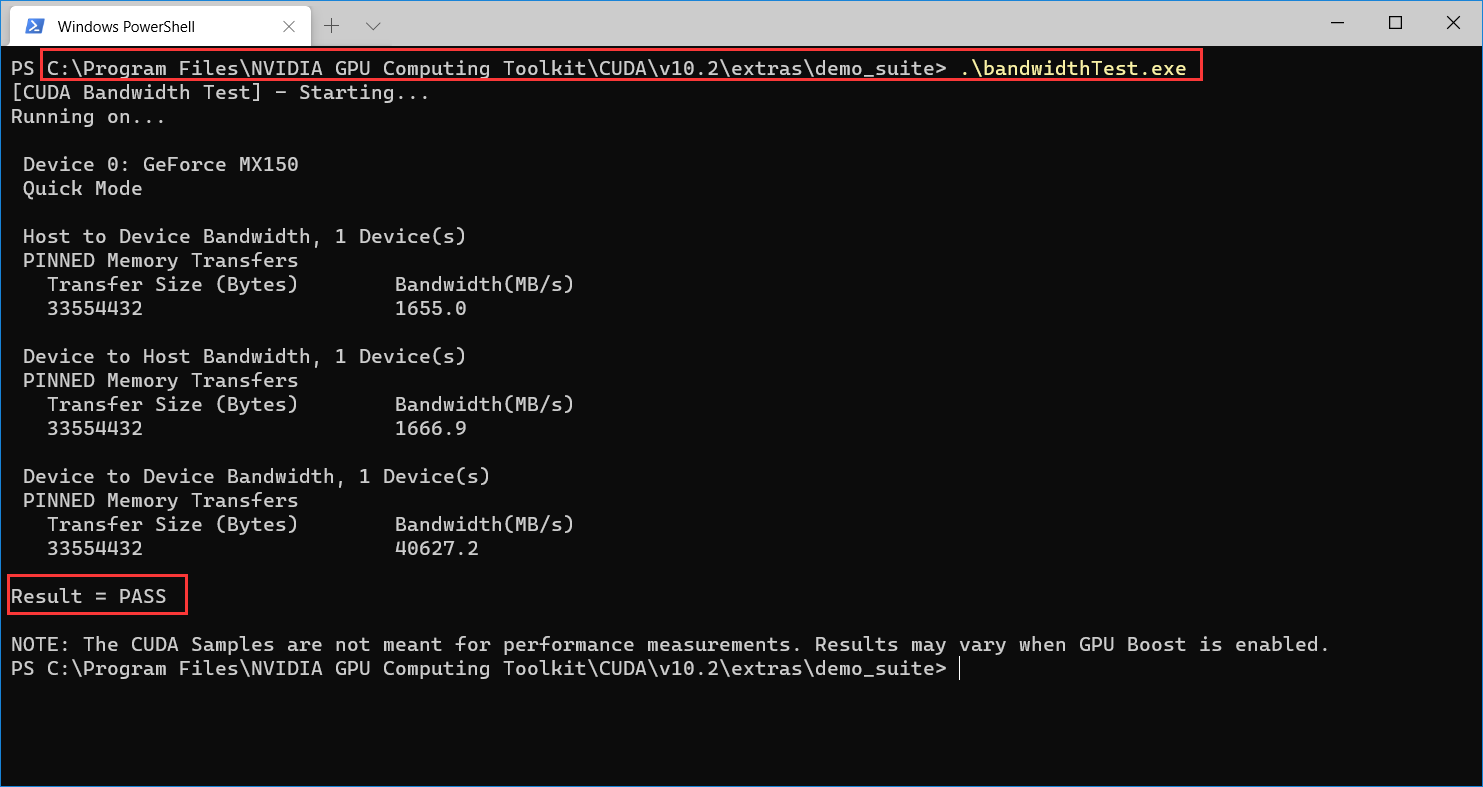 Windows PowerShell
PS C:\Program Files\NVIDIA GPU Computing Toolkit\CUDA\v10.2\extras\demo_suite> .\bandwidthTest.exe
[CUDA Bandwidth Test] - Starting...
Running on...
Device 0: GeForce MX150
Quick Mode
Host to Device Bandwidth, 1 Device(s)
PINNED Memory Transfers
Transfer Size (Bytes) Bandwidth(MB/s)
33554432 1655.0
Device to Host Bandwidth, 1 Device(s)
PINNED Memory Transfers
Transfer Size (Bytes) Bandwidth(MB/s)
33554432 1666.9
Device to Device Bandwidth, 1 Device(s)
PINNED Memory Transfers
Transfer Size (Bytes) Bandwidth(MB/s)
33554432 40627.2
Result = PASS
NOTE: The CUDA Samples are not meant for performance measurements. Results may vary when GPU Boost is enabled.
PS C:\Program Files\NVIDIA GPU Computing Toolkit\CUDA\v10.2\extras\demo_suite>